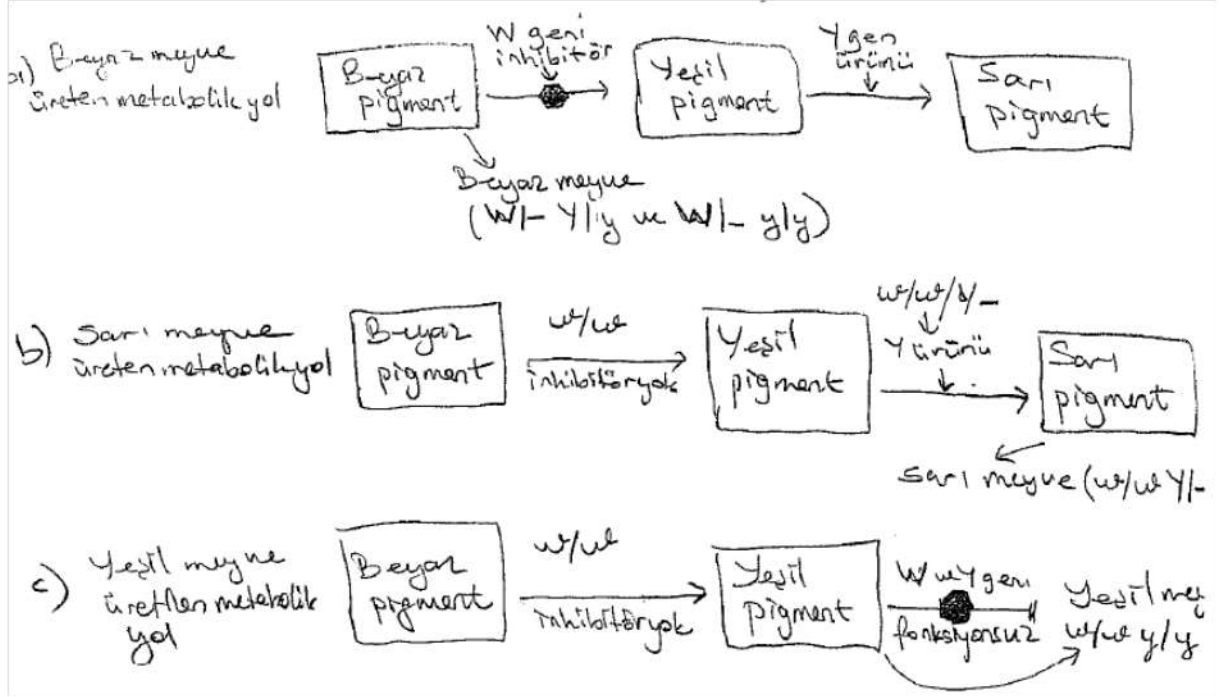 a) Beyaz meyve
üreten metabolik yol
Beyaz
pigment
W geni
inhibitör
Yeşil
pigment
Y gen
ürünü
Sarı
pigment
Beyaz meyve
(W/– Y/y ve W/– y/y)
b) Sarı meyve
üreten metabolik yol
Beyaz
pigment
w/w
inhibitör yok
Yeşil
pigment
w/w/Y/–
Y ürünü
Sarı
pigment
Sarı meyve (w/w Y/–
c) Yeşil meyve
üretilen metabolik
yol
Beyaz
pigment
w/w
inhibitör yok
Yeşil
pigment
W ve Y geni
fonksiyonsuz
Yeşil mey
w/w y/y